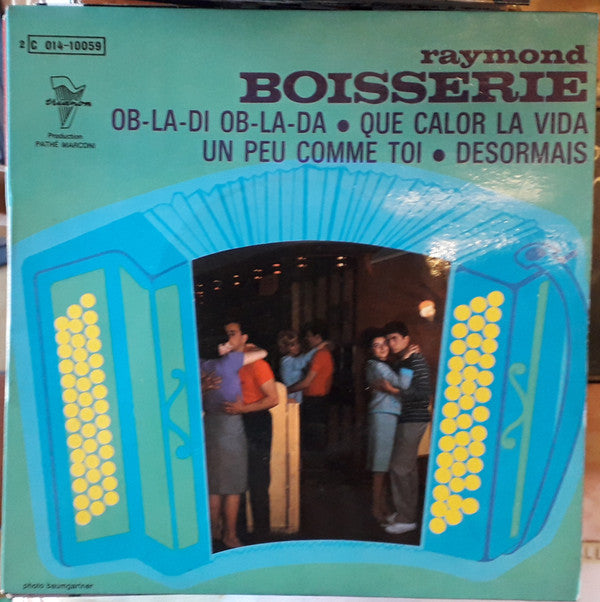 2 C 014-10059
raymond
BOISSERIE
OB-LA-DI OB-LA-DA • QUE CALOR LA VIDA
UN PEU COMME TOI • DESORMAIS
Production
PATHÉ MARCONI
photo baumgartner